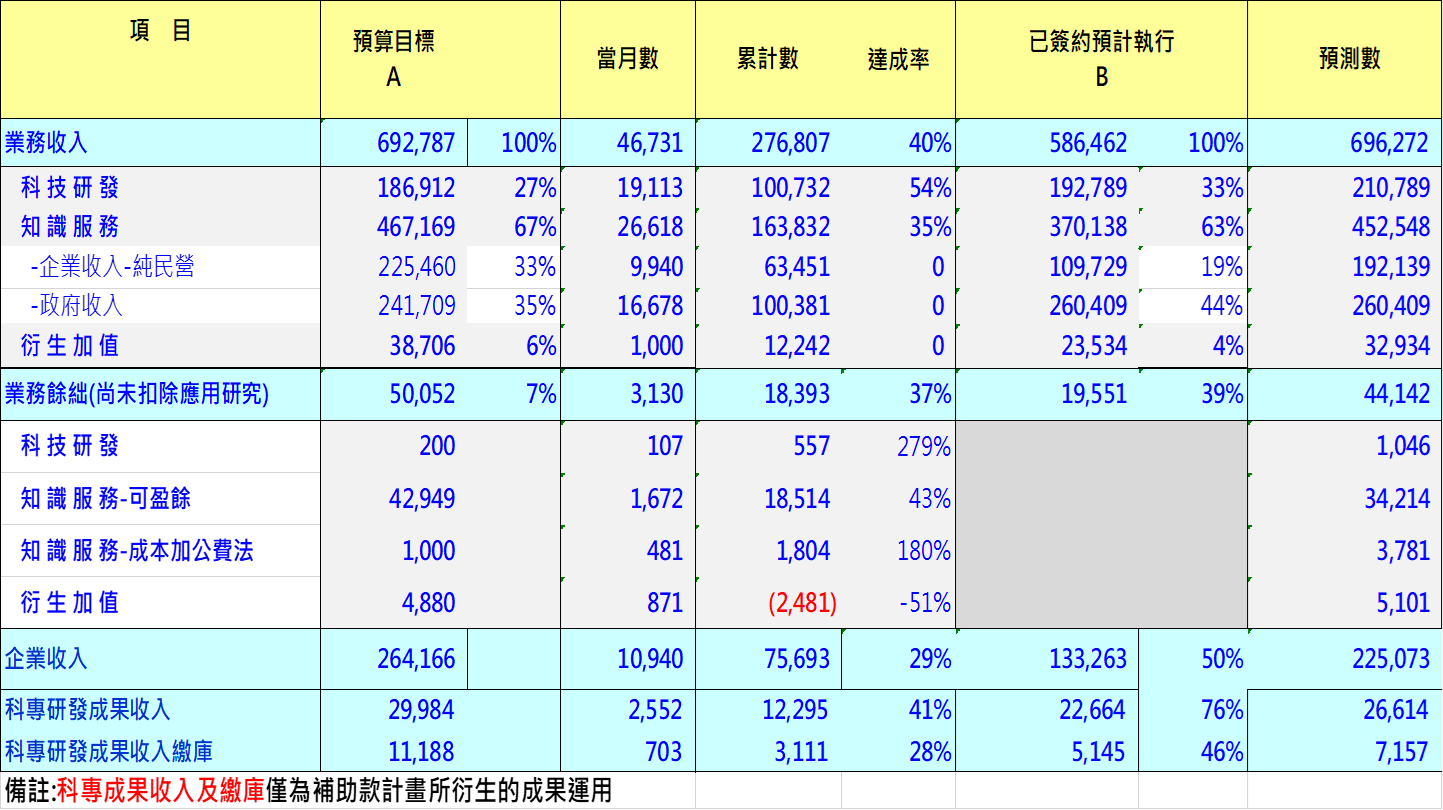 項 目 預算目標 A 當月數 累計數 達成率 已簽約預計執行 B 預測數
業務收入 692,787 100% 46,731 276,807 40% 586,462 100% 696,272
科 技 研 發 186,912 27% 19,113 100,732 54% 192,789 33% 210,789
知 識 服 務 467,169 67% 26,618 163,832 35% 370,138 63% 452,548
-企業收入-純民營 225,460 33% 9,940 63,451 0 109,729 19% 192,139
-政府收入 241,709 35% 16,678 100,381 0 260,409 44% 260,409
衍 生 加 值 38,706 6% 1,000 12,242 0 23,534 4% 32,934
業務餘絀(尚未扣除應用研究) 50,052 7% 3,130 18,393 37% 19,551 39% 44,142
科 技 研 發 200 107 557 279% 1,046
知 識 服 務-可盈餘 42,949 1,672 18,514 43% 34,214
知 識 服 務-成本加公費法 1,000 481 1,804 180% 3,781
衍 生 加 值 4,880 871 (2,481) -51% 5,101
企業收入 264,166 10,940 75,693 29% 133,263 50% 225,073
科專研發成果收入 29,984 2,552 12,295 41% 22,664 76% 26,614
科專研發成果收入繳庫 11,188 703 3,111 28% 5,145 46% 7,157
備註:科專成果收入及繳庫僅為補助款計畫所衍生的成果運用